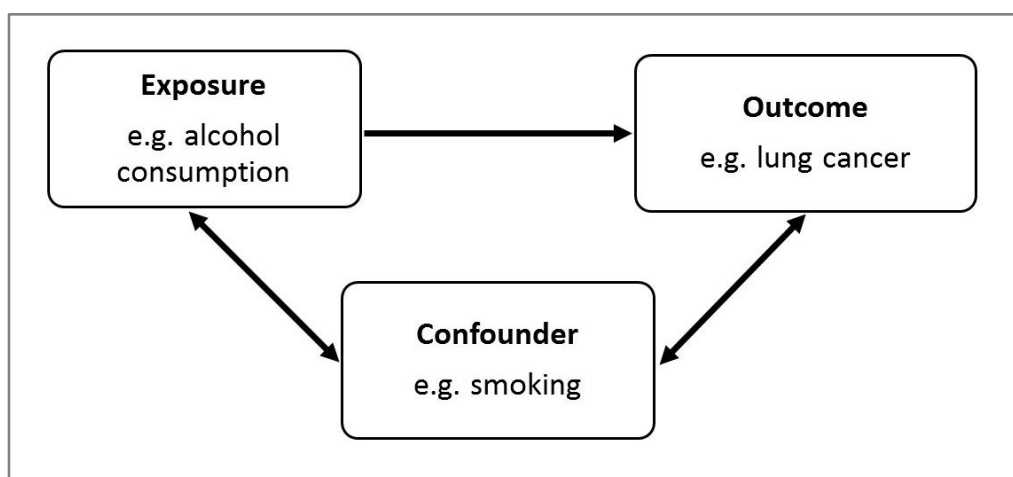 Exposure
e.g. alcohol
consumption
Outcome
e.g. lung cancer
Confounder
e.g. smoking